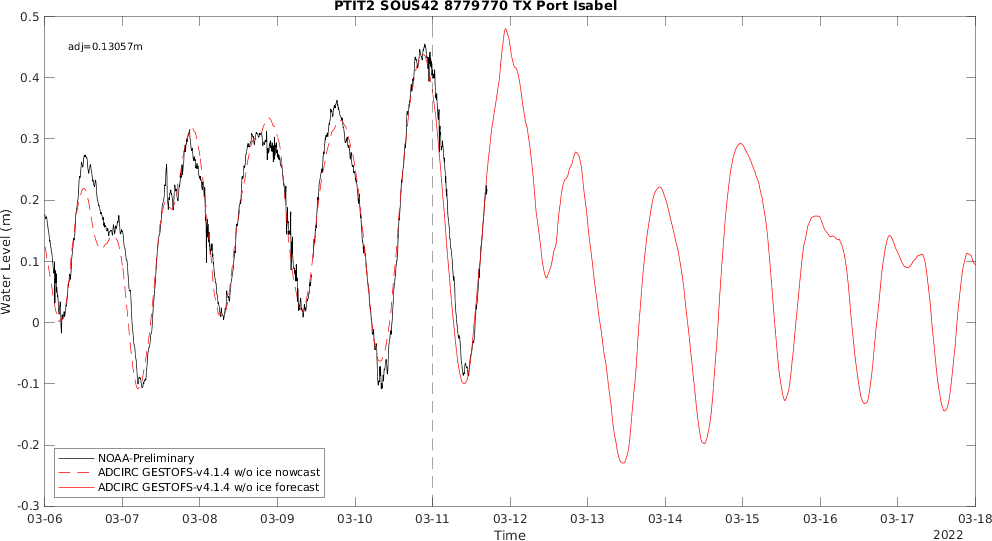 PTIT2 SOUS42 8779770 TX Port Isabel
adj=0.13057m
0.5
0.4
0.3
0.2
0.1
0
-0.1
-0.2
-0.3
Water Level (m)
NOAA-Preliminary
ADCIRC GESTOFS-v4.1.4 w/o ice nowcast
ADCIRC GESTOFS-v4.1.4 w/o ice forecast
03-06 03-07 03-08 03-09 03-10 03-11 03-12 03-13 03-14 03-15 03-16 03-17 03-18
Time
2022